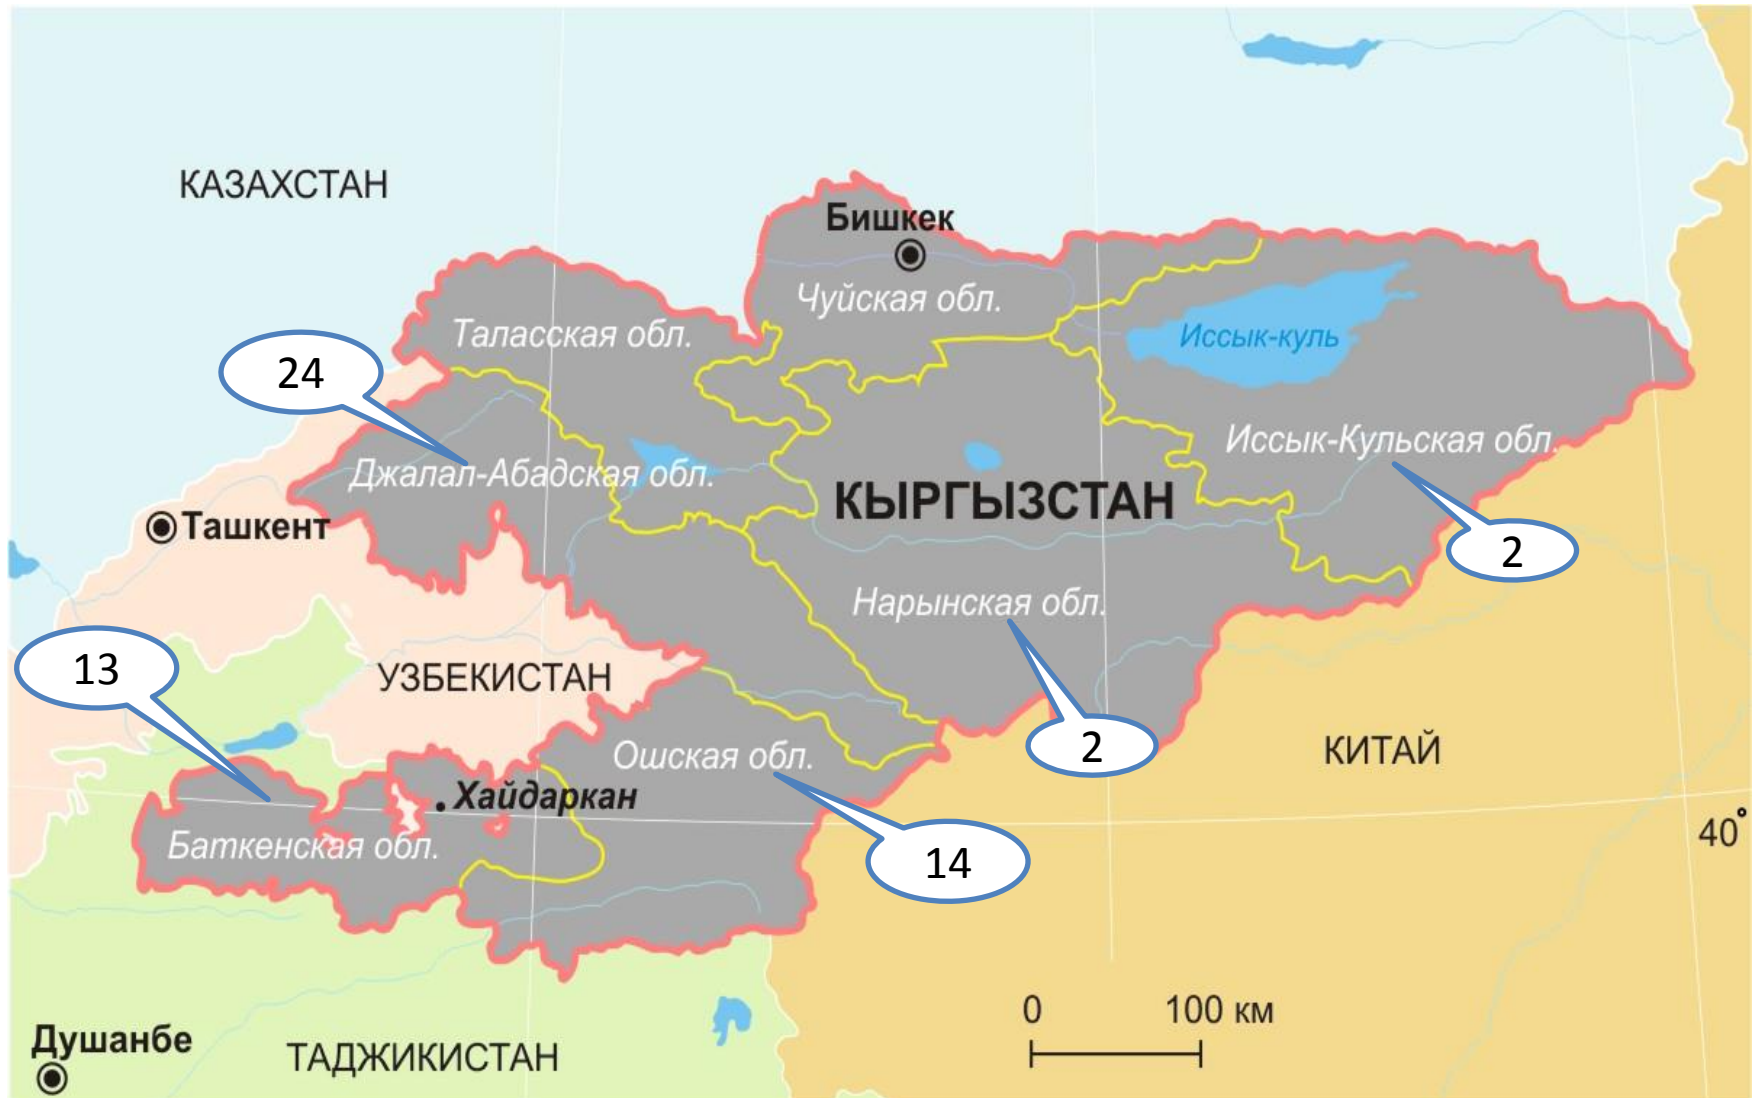 КАЗАХСТАН
Бишкек
Чуйская обл.
Таласская обл.
Иссык-куль
24
Иссык-Кульская обл.
Джалал-Абадская обл.
КЫРГЫЗСТАН
Ташкент
2
Нарынская обл.
13
УЗБЕКИСТАН
2
КИТАЙ
Ошская обл.
Хайдаркан
40°
Баткенская обл.
14
0 100 км
Душанбе
ТАДЖИКИСТАН